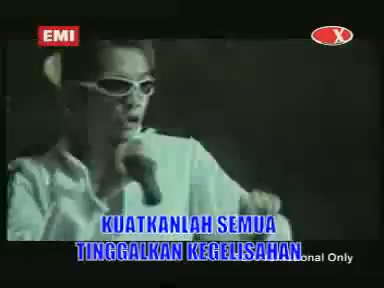 EMI
X
KUATKANLAH SEMUA
TINGGALKAN KEGELISAHAN
onal Only